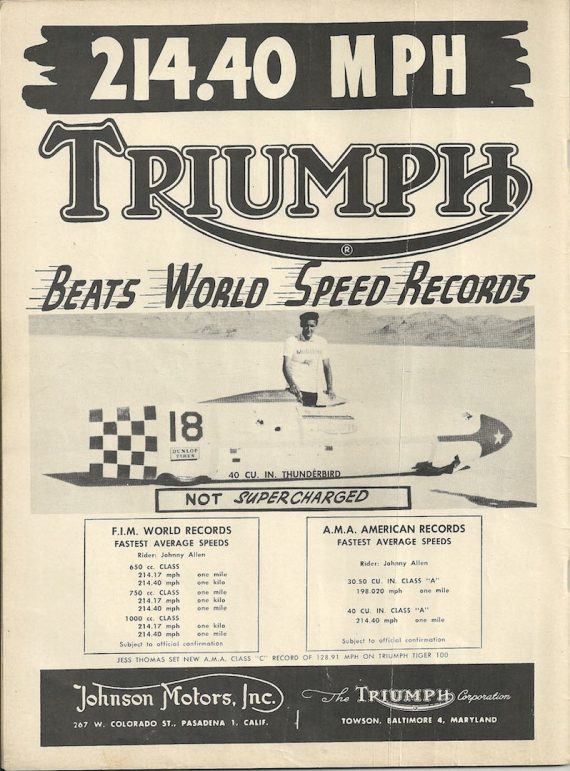 214.40 MPH
TRIUMPH
®
BEATS WORLD SPEED RECORDS
18
DUNLOP
TIRES
40 CU. IN. THUNDERBIRD
NOT SUPERCHARGED
F.I.M. WORLD RECORDS
FASTEST AVERAGE SPEEDS
Rider: Johnny Allen
650 cc. CLASS
214.17 mph one mile
214.40 mph one kilo
750 cc. CLASS
214.17 mph one kilo
214.40 mph one mile
1000 cc. CLASS
214.17 mph one kilo
214.40 mph one mile
Subject to official confirmation
A.M.A. AMERICAN RECORDS
FASTEST AVERAGE SPEEDS
Rider: Johnny Allen
30.50 CU. IN. CLASS "A"
198.020 mph one mile
40 CU. IN. CLASS "A"
214.40 mph one mile
Subject to official confirmation
JESS THOMAS SET NEW A.M.A. CLASS "C" RECORD OF 128.91 MPH ON TRIUMPH TIGER 100
Johnson Motors, Inc.
267 W. COLORADO ST., PASADENA 1, CALIF.
The TRIUMPH Corporation
TOWSON, BALTIMORE 4, MARYLAND